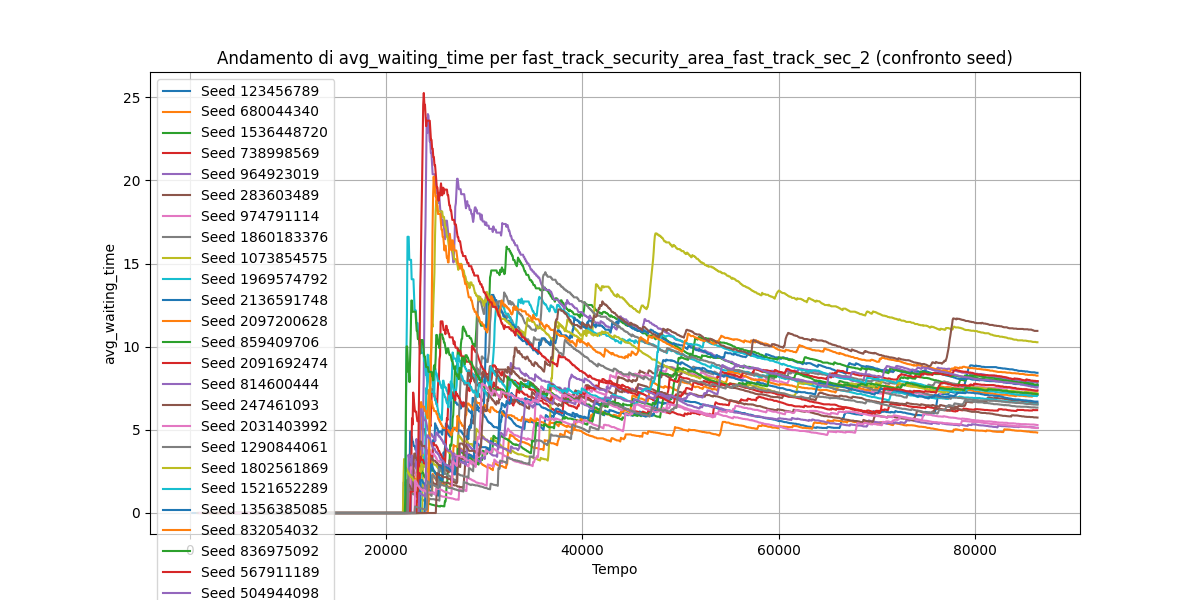 Andamento di avg_waiting_time per fast_track_security_area_fast_track_sec_2 (confronto seed)
25
20
15
10
5
0
avg_waiting_time
Seed 123456789
Seed 680044340
Seed 1536448720
Seed 738998569
Seed 964923019
Seed 283603489
Seed 974791114
Seed 1860183376
Seed 1073854575
Seed 1969574792
Seed 2136591748
Seed 2097200628
Seed 859409706
Seed 2091692474
Seed 814600444
Seed 247461093
Seed 2031403992
Seed 1290844061
Seed 1802561869
Seed 1521652289
Seed 1356385085
Seed 832054032
Seed 836975092
Seed 567911189
Seed 504944098
0 20000 40000 60000 80000
Tempo